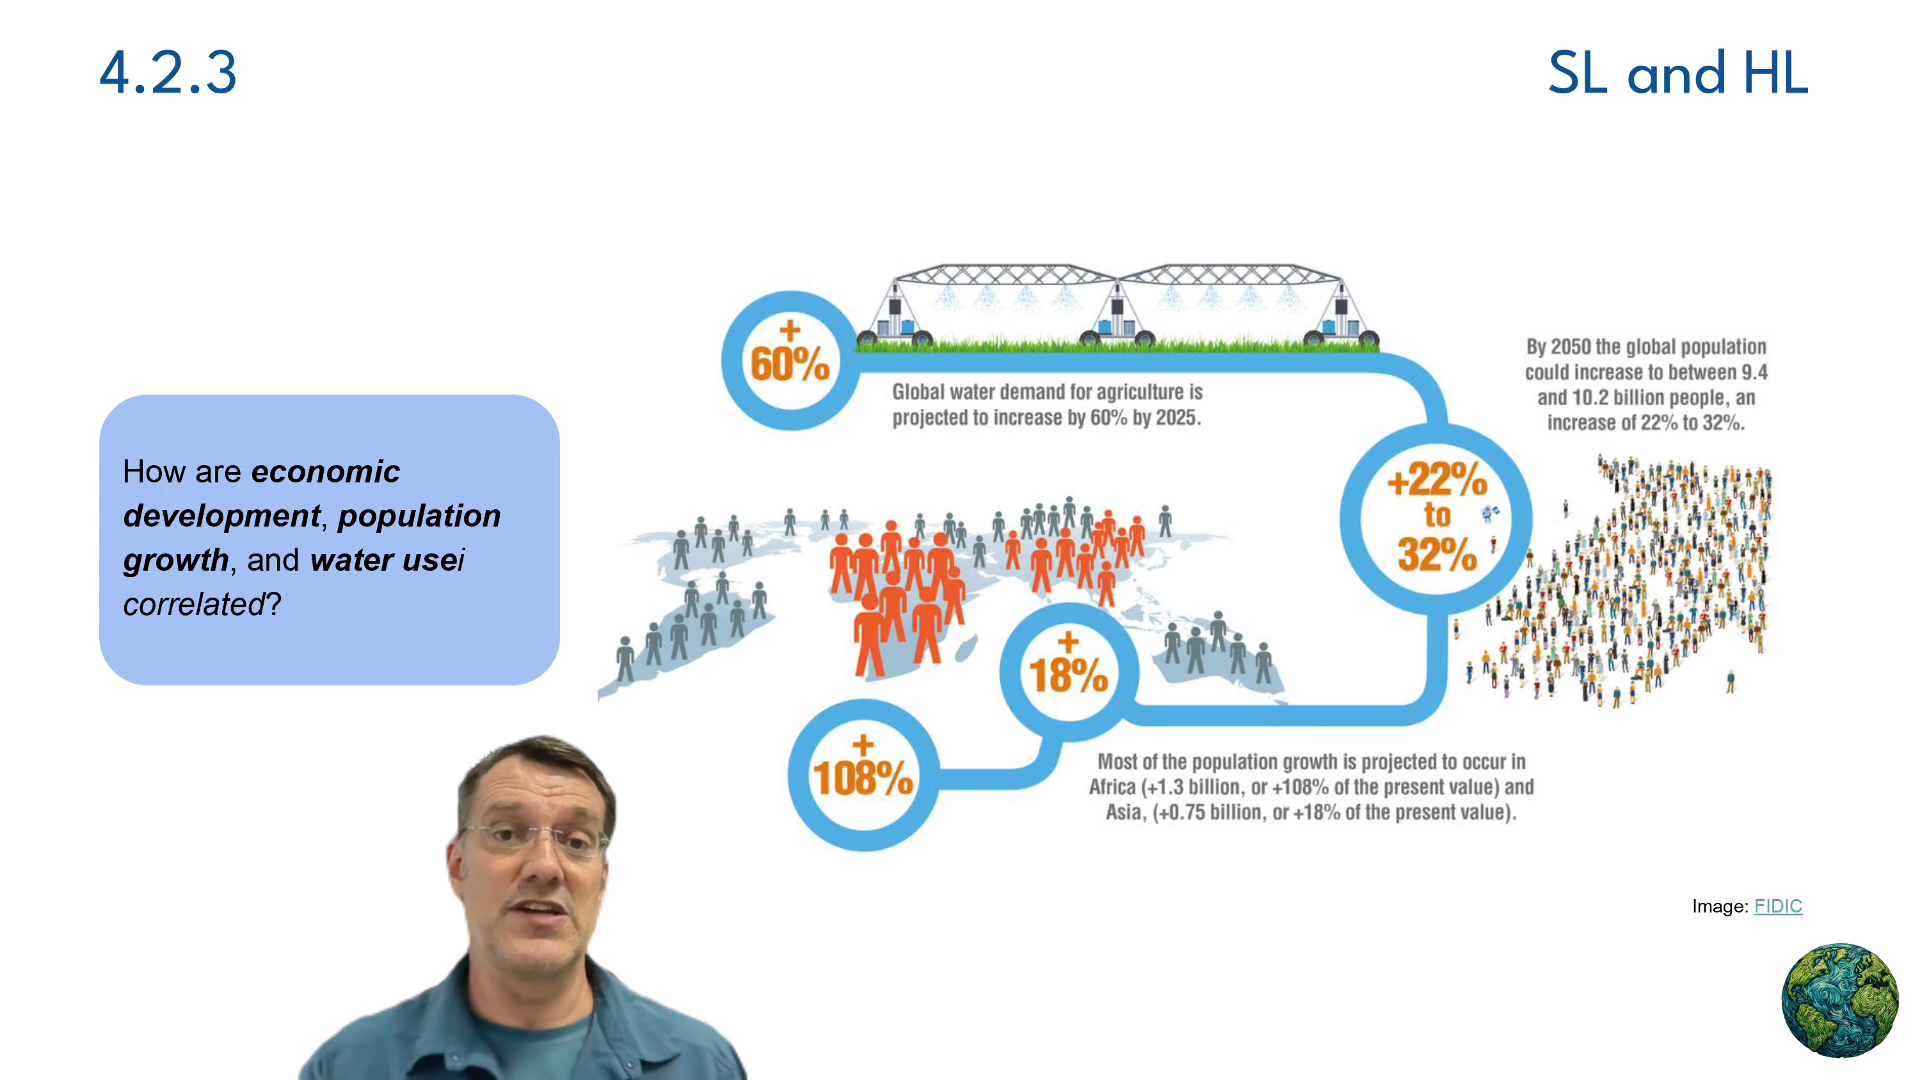 4.2.3
SL and HL
How are economic
development, population
growth, and water usei
correlated?
+
60%
Global water demand for agriculture is
projected to increase by 60% by 2025.
By 2050 the global population
could increase to between 9.4
and 10.2 billion people, an
increase of 22% to 32%.
+22%
to
32%
+
18%
+
108%
Most of the population growth is projected to occur in
Africa (+1.3 billion, or +108% of the present value) and
Asia, (+0.75 billion, or +18% of the present value).
Image: FIDIC